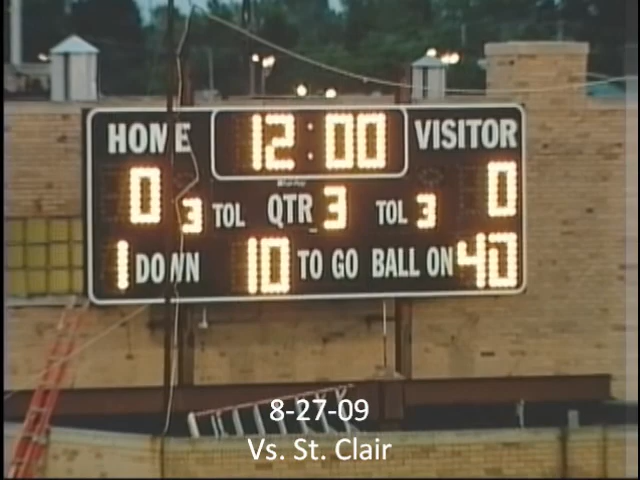 HOME 12:00 VISITOR
0 3 TOL QTR 3 TOL 3 0
1 DOWN 10 TO GO BALL ON 40
8-27-09
Vs. St. Clair